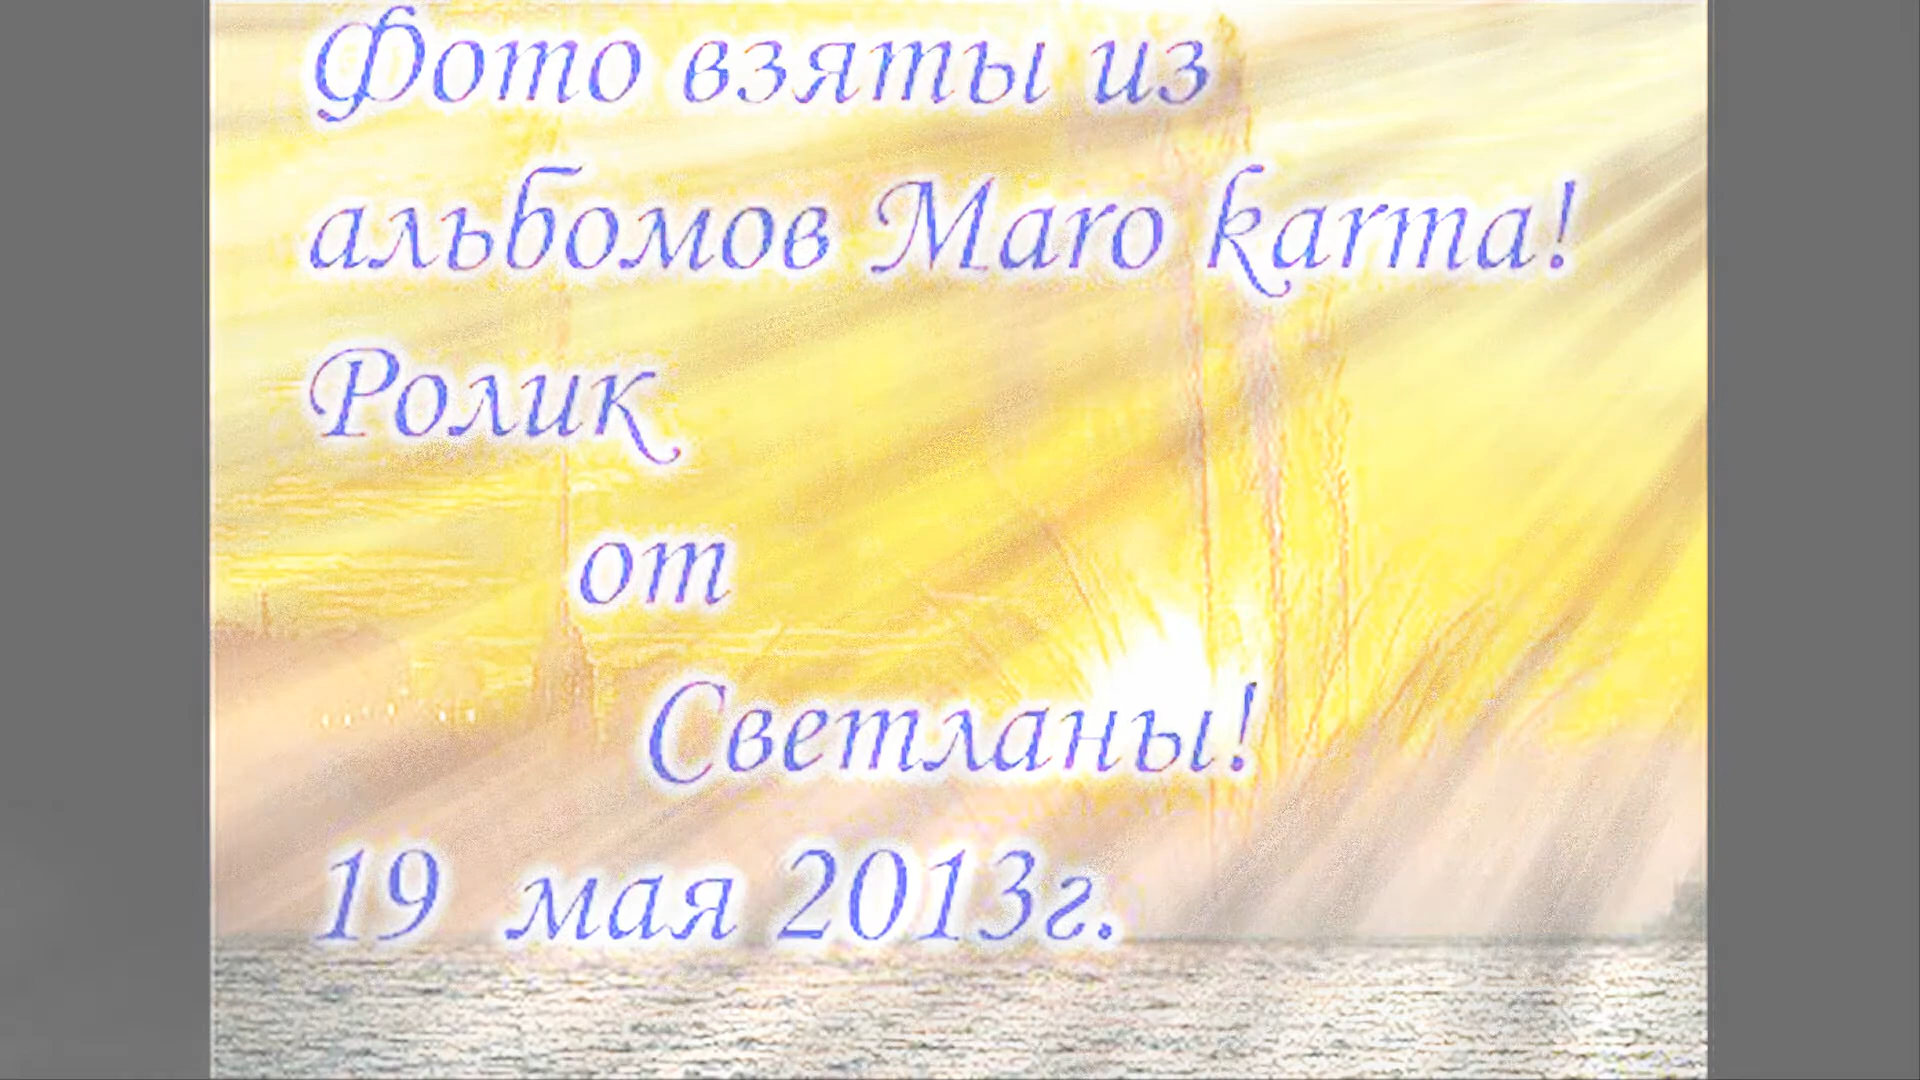 Фото взяты из
альбомов Maro karma!
Ролик
от
Светланы!
19 мая 2013г.